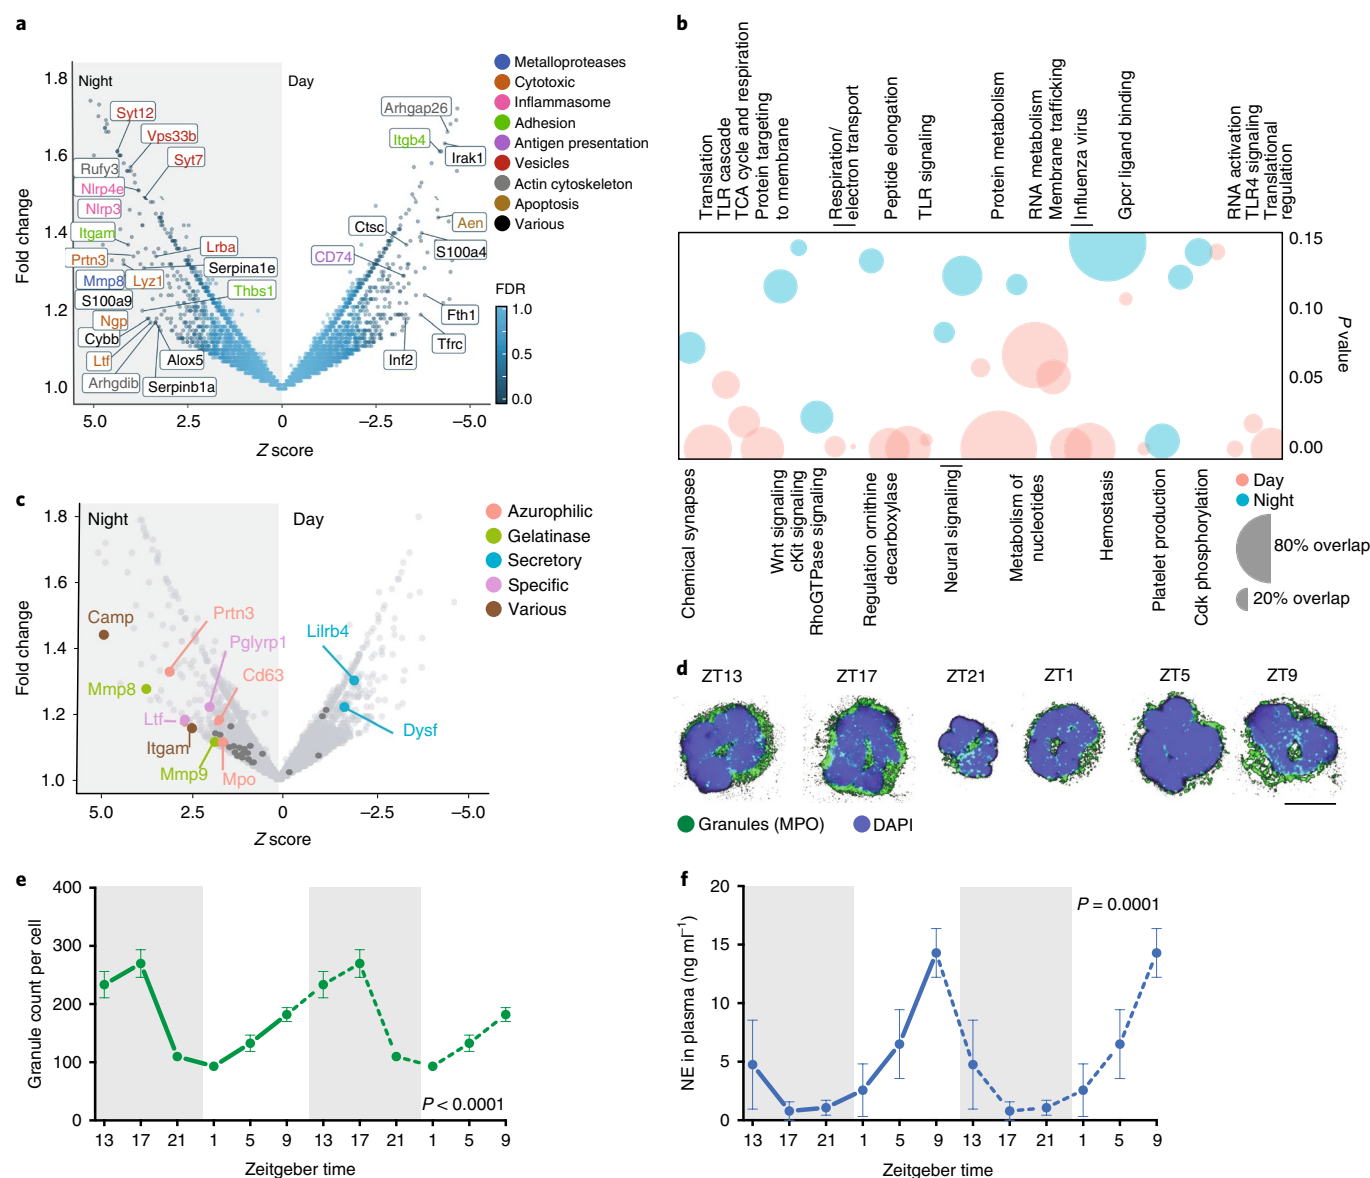 a
Night
Day
Syt12
Vps33b
Syt7
Rufy3
Nlrp4e
Nlrp3
Itgam
Prtn3
Mmp8
Lyz1
Lrba
Serpina1e
Thbs1
S100a9
Ngp
Cybb
Ltf
Alox5
Arhgdib
Serpinb1a
Arhgap26
Itgb4
Irak1
Ctsc
Aen
S100a4
CD74
Fth1
Tfrc
Inf2
1.8
1.6
1.4
1.2
1.0
Fold change
5.0
2.5
0
−2.5
−5.0
Z score
Metalloproteases
Cytotoxic
Inflammasome
Adhesion
Antigen presentation
Vesicles
Actin cytoskeleton
Apoptosis
Various
FDR
1.0
0.5
0.0
b
Translation
TLR cascade
TCA cycle and respiration
Protein targeting
to membrane
Respiration/
electron transport
Peptide elongation
TLR signaling
Protein metabolism
RNA metabolism
Membrane trafficking
Influenza virus
Gpcr ligand binding
RNA activation
TLR4 signaling
Translational
regulation
0.15
0.10
0.05
0.00
P value
Chemical synapses
Wnt signaling
cKit signaling
RhoGTPase signaling
Regulation ornithine
decarboxylase
Neural signaling
Metabolism of
nucleotides
Hemostasis
Platelet production
Cdk phosphorylation
Day
Night
80% overlap
20% overlap
c
Night
Day
Camp
Prtn3
Pglyrp1
Cd63
Mmp8
Ltf
Itgam
Mmp9
Mpo
Lilrb4
Dysf
1.8
1.6
1.4
1.2
1.0
Fold change
5.0
2.5
0
−2.5
−5.0
Z score
Azurophilic
Gelatinase
Secretory
Specific
Various
d
ZT13
ZT17
ZT21
ZT1
ZT5
ZT9
Granules (MPO)
DAPI
e
400
300
200
100
0
Granule count per cell
P < 0.0001
13
17
21
1
5
9
13
17
21
1
5
9
Zeitgeber time
f
20
15
10
5
0
NE in plasma (ng ml−1)
P = 0.0001
13
17
21
1
5
9
13
17
21
1
5
9
Zeitgeber time